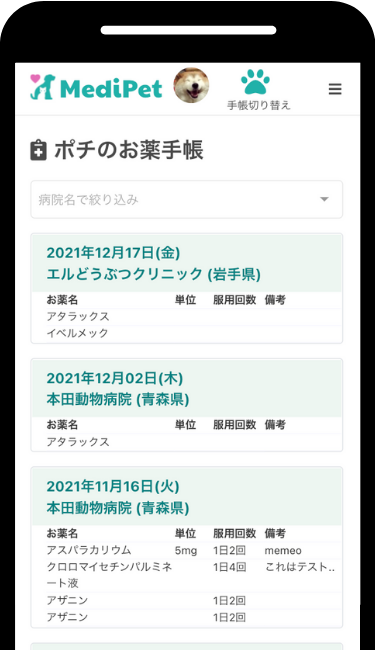 MediPet
手帳切り替え
ポチのお薬手帳
病院名で絞り込み
2021年12月17日(金)
エルどうぶつクリニック (岩手県)
お薬名 単位 服用回数 備考
アタラックス
イベルメック
2021年12月02日(木)
本田動物病院 (青森県)
お薬名 単位 服用回数 備考
アタラックス
2021年11月16日(火)
本田動物病院 (青森県)
お薬名 単位 服用回数 備考
アスパラカリウム 5mg 1日2回 memeo
クロロマイセチンパルミネ 1日4回 これはテスト..
ート液
アザニン 1日2回
アザニン 1日2回